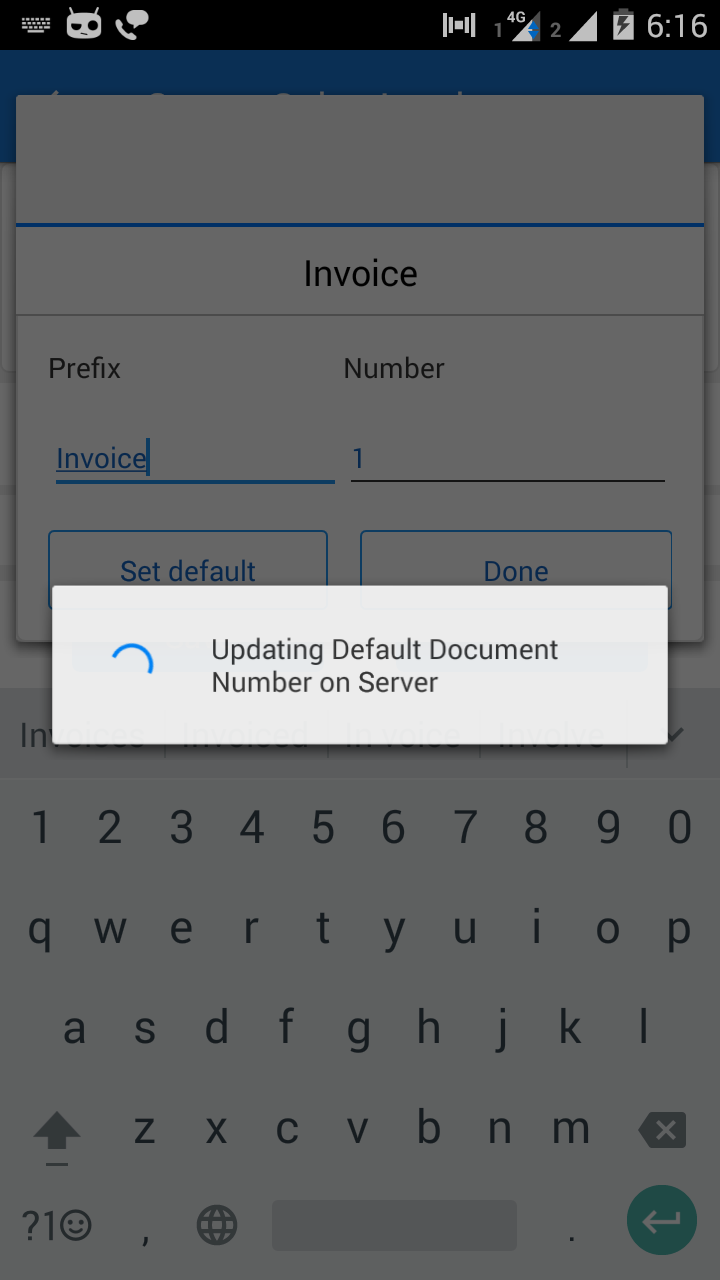 1 4G 2 6:16
Invoice
Prefix Number
Invoice 1
Set default Done
Updating Default Document
Number on Server
Invoices Invoiced In voice Involve
1 2 3 4 5 6 7 8 9 0
q w e r t y u i o p
a s d f g h j k l
z x c v b n m
?1 , .